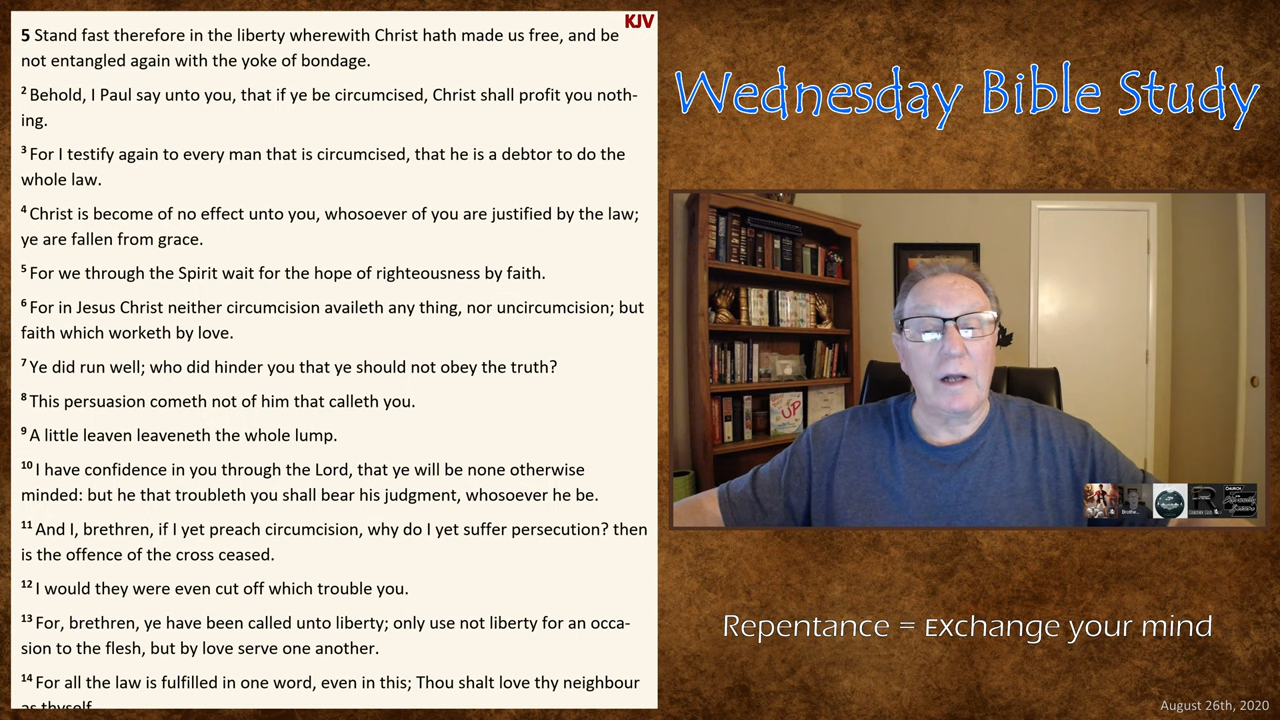 KJV
5 Stand fast therefore in the liberty wherewith Christ hath made us free, and be
not entangled again with the yoke of bondage.
2 Behold, I Paul say unto you, that if ye be circumcised, Christ shall profit you noth-
ing.
3 For I testify again to every man that is circumcised, that he is a debtor to do the
whole law.
4 Christ is become of no effect unto you, whosoever of you are justified by the law;
ye are fallen from grace.
5 For we through the Spirit wait for the hope of righteousness by faith.
6 For in Jesus Christ neither circumcision availeth any thing, nor uncircumcision; but
faith which worketh by love.
7 Ye did run well; who did hinder you that ye should not obey the truth?
8 This persuasion cometh not of him that calleth you.
9 A little leaven leaveneth the whole lump.
10 I have confidence in you through the Lord, that ye will be none otherwise
minded: but he that troubleth you shall bear his judgment, whosoever he be.
11 And I, brethren, if I yet preach circumcision, why do I yet suffer persecution? then
is the offence of the cross ceased.
12 I would they were even cut off which trouble you.
13 For, brethren, ye have been called unto liberty; only use not liberty for an occa-
sion to the flesh, but by love serve one another.
14 For all the law is fulfilled in one word, even in this; Thou shalt love thy neighbour
as thyself
Wednesday Bible Study
UP
Brothe...
Repentance = Exchange your mind
August 26th, 2020